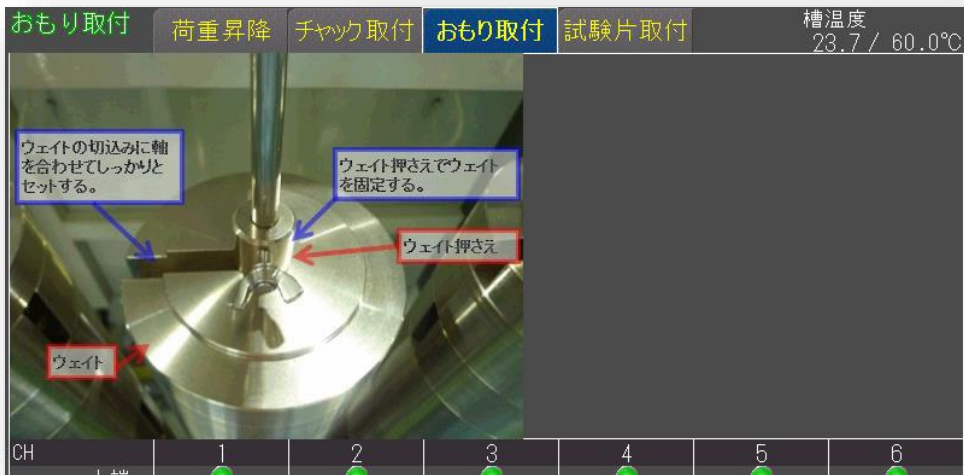 おもり取付
荷重昇降
チャック取付
おもり取付
試験片取付
槽温度
23.7 / 60.0℃
ウェイトの切込みに軸
を合わせてしっかりと
セットする。
ウェイト押さえでウェイト
を固定する。
ウェイト押さえ
ウェイト
CH 1 2 3 4 5 6